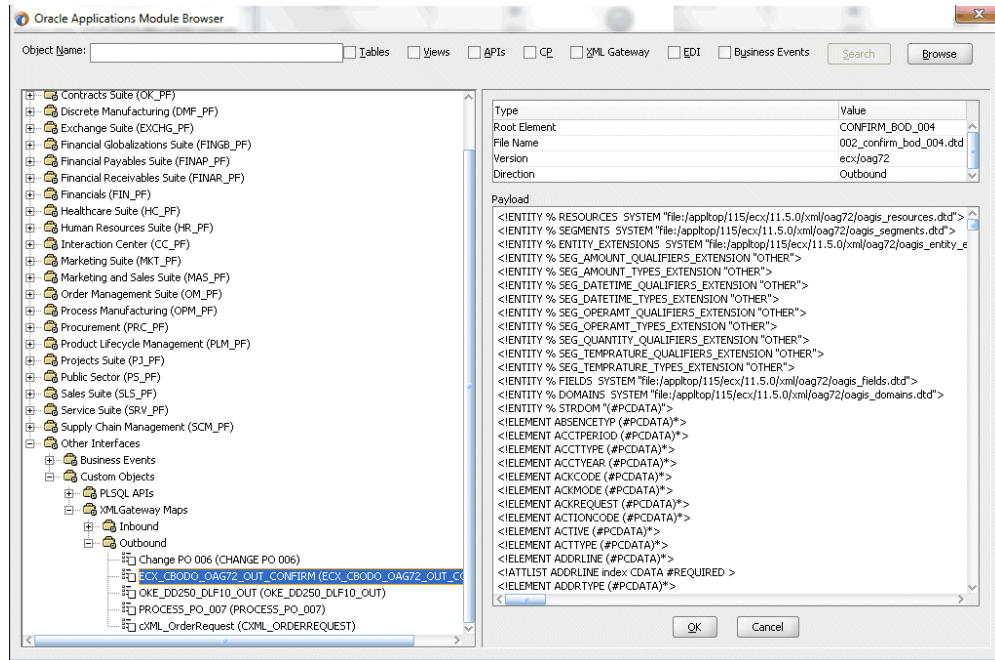 Oracle Applications Module Browser
Object Name: Tables Views APIs CP XML Gateway EDI Business Events Search Browse
Contracts Suite (OK_PF)
Discrete Manufacturing (DMF_PF)
Exchange Suite (EXCHG_PF)
Financial Globalizations Suite (FINGB_PF)
Financial Payables Suite (FINAP_PF)
Financial Receivables Suite (FINAR_PF)
Financials (FIN_PF)
Healthcare Suite (HC_PF)
Human Resources Suite (HR_PF)
Interaction Center (CC_PF)
Marketing Suite (MKT_PF)
Marketing and Sales Suite (MAS_PF)
Order Management Suite (OM_PF)
Process Manufacturing (OPM_PF)
Procurement (PRC_PF)
Product Lifecycle Management (PLM_PF)
Projects Suite (PJ_PF)
Public Sector (PS_PF)
Sales Suite (SLS_PF)
Service Suite (SRV_PF)
Supply Chain Management (SCM_PF)
Other Interfaces
Business Events
Custom Objects
PLSQL APIs
XMLGateway Maps
Inbound
Outbound
Change PO 006 (CHANGE PO 006)
ECX_CBODO_OAG72_OUT_CONFIRM (ECX_CBODO_OAG72_OUT_CO
OKE_DD250_DLF10_OUT (OKE_DD250_DLF10_OUT)
PROCESS_PO_007 (PROCESS_PO_007)
cXML_OrderRequest (CXML_ORDERREQUEST)
Type Value
Root Element CONFIRM_BOD_004
File Name 002_confirm_bod_004.dtd
Version ecx/oag72
Direction Outbound
Payload
<!ENTITY % RESOURCES SYSTEM "file:/appltop/115/ecx/11.5.0/xml/oag72/oagis_resources.dtd">
<!ENTITY % SEGMENTS SYSTEM "file:/appltop/115/ecx/11.5.0/xml/oag72/oagis_segments.dtd">
<!ENTITY % ENTITY_EXTENSIONS SYSTEM "file:/appltop/115/ecx/11.5.0/xml/oag72/oagis_entity_e
<!ENTITY % SEG_AMOUNT_QUALIFIERS_EXTENSION "OTHER">
<!ENTITY % SEG_AMOUNT_TYPES_EXTENSION "OTHER">
<!ENTITY % SEG_DATETIME_QUALIFIERS_EXTENSION "OTHER">
<!ENTITY % SEG_DATETIME_TYPES_EXTENSION "OTHER">
<!ENTITY % SEG_OPERAMT_QUALIFIERS_EXTENSION "OTHER">
<!ENTITY % SEG_OPERAMT_TYPES_EXTENSION "OTHER">
<!ENTITY % SEG_QUANTITY_QUALIFIERS_EXTENSION "OTHER">
<!ENTITY % SEG_TEMPRATURE_QUALIFIERS_EXTENSION "OTHER">
<!ENTITY % SEG_TEMPRATURE_TYPES_EXTENSION "OTHER">
<!ENTITY % FIELDS SYSTEM "file:/appltop/115/ecx/11.5.0/xml/oag72/oagis_fields.dtd">
<!ENTITY % DOMAINS SYSTEM "file:/appltop/115/ecx/11.5.0/xml/oag72/oagis_domains.dtd">
<!ENTITY % STRDOM "(#PCDATA)">
<!ELEMENT ABSENCETYP (#PCDATA)*>
<!ELEMENT ACCTPERIOD (#PCDATA)*>
<!ELEMENT ACCTTYPE (#PCDATA)*>
<!ELEMENT ACCTYEAR (#PCDATA)*>
<!ELEMENT ACKCODE (#PCDATA)*>
<!ELEMENT ACKMODE (#PCDATA)*>
<!ELEMENT ACKREQUEST (#PCDATA)*>
<!ELEMENT ACTIONCODE (#PCDATA)*>
<!ELEMENT ACTIVE (#PCDATA)*>
<!ELEMENT ACTTYPE (#PCDATA)*>
<!ELEMENT ADDRLINE (#PCDATA)*>
<!ATTLIST ADDRLINE index CDATA #REQUIRED >
<!ELEMENT ADDRTYPE (#PCDATA)*>
OK Cancel